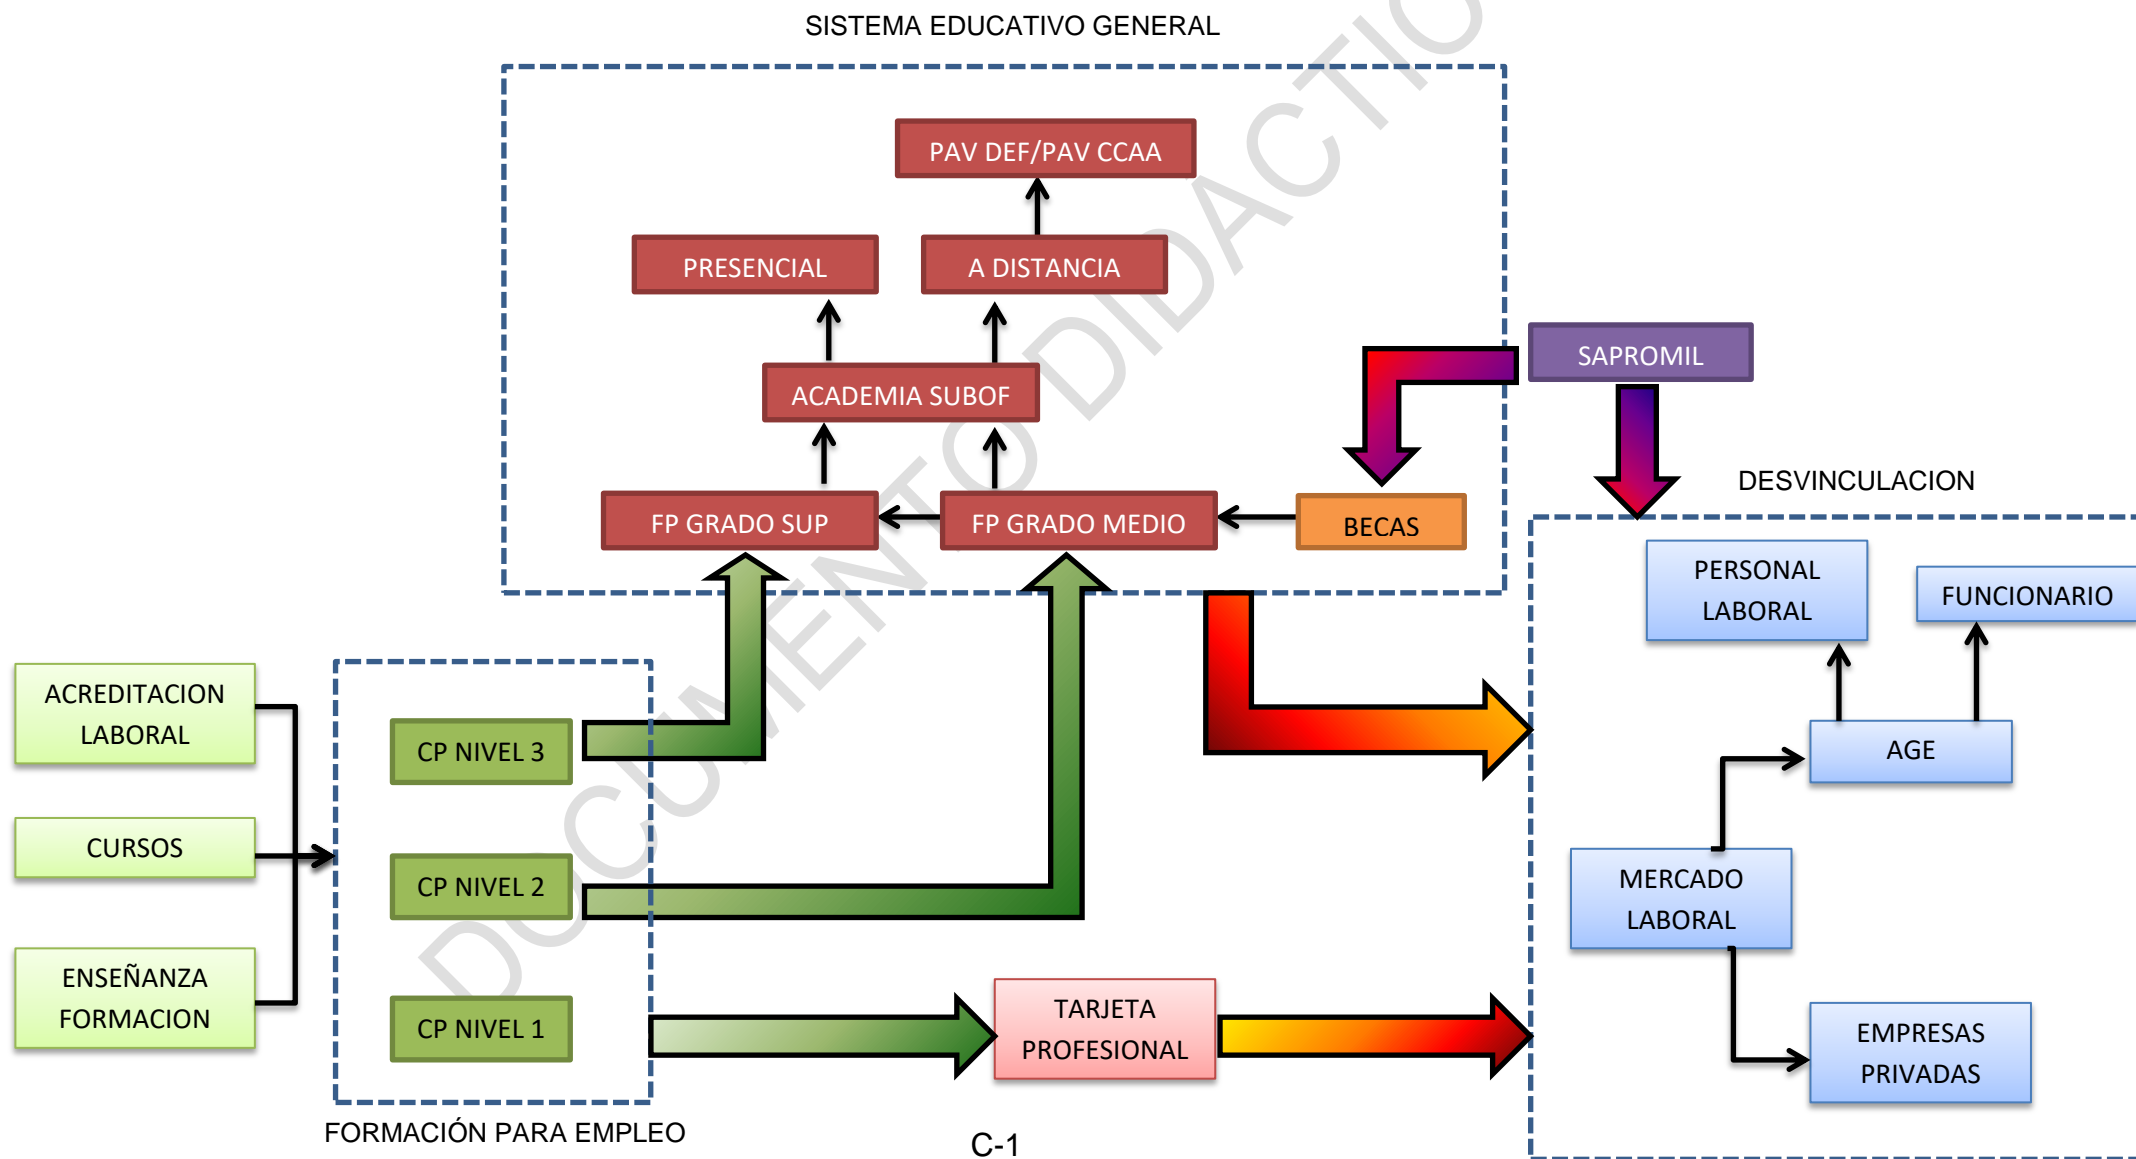 SISTEMA EDUCATIVO GENERAL
PAV DEF/PAV CCAA
PRESENCIAL
A DISTANCIA
SAPROMIL
ACADEMIA SUBOF
DESVINCULACION
FP GRADO SUP
FP GRADO MEDIO
BECAS
PERSONAL
LABORAL
FUNCIONARIO
ACREDITACION
LABORAL
CP NIVEL 3
AGE
CURSOS
CP NIVEL 2
MERCADO
LABORAL
ENSEÑANZA
FORMACION
CP NIVEL 1
TARJETA
PROFESIONAL
EMPRESAS
PRIVADAS
FORMACIÓN PARA EMPLEO
C-1
DOCUMENTO DIDACTIC